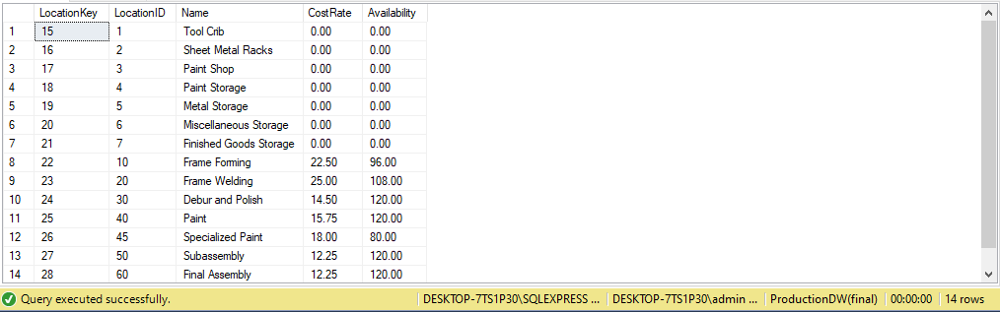 LocationKey LocationID Name CostRate Availability
1 15 1 Tool Crib 0.00 0.00
2 16 2 Sheet Metal Racks 0.00 0.00
3 17 3 Paint Shop 0.00 0.00
4 18 4 Paint Storage 0.00 0.00
5 19 5 Metal Storage 0.00 0.00
6 20 6 Miscellaneous Storage 0.00 0.00
7 21 7 Finished Goods Storage 0.00 0.00
8 22 10 Frame Forming 22.50 96.00
9 23 20 Frame Welding 25.00 108.00
10 24 30 Debur and Polish 14.50 120.00
11 25 40 Paint 15.75 120.00
12 26 45 Specialized Paint 18.00 80.00
13 27 50 Subassembly 12.25 120.00
14 28 60 Final Assembly 12.25 120.00
Query executed successfully. DESKTOP-7TS1P30\SQLEXPRESS ... DESKTOP-7TS1P30\admin ... ProductionDW(final) 00:00:00 14 rows